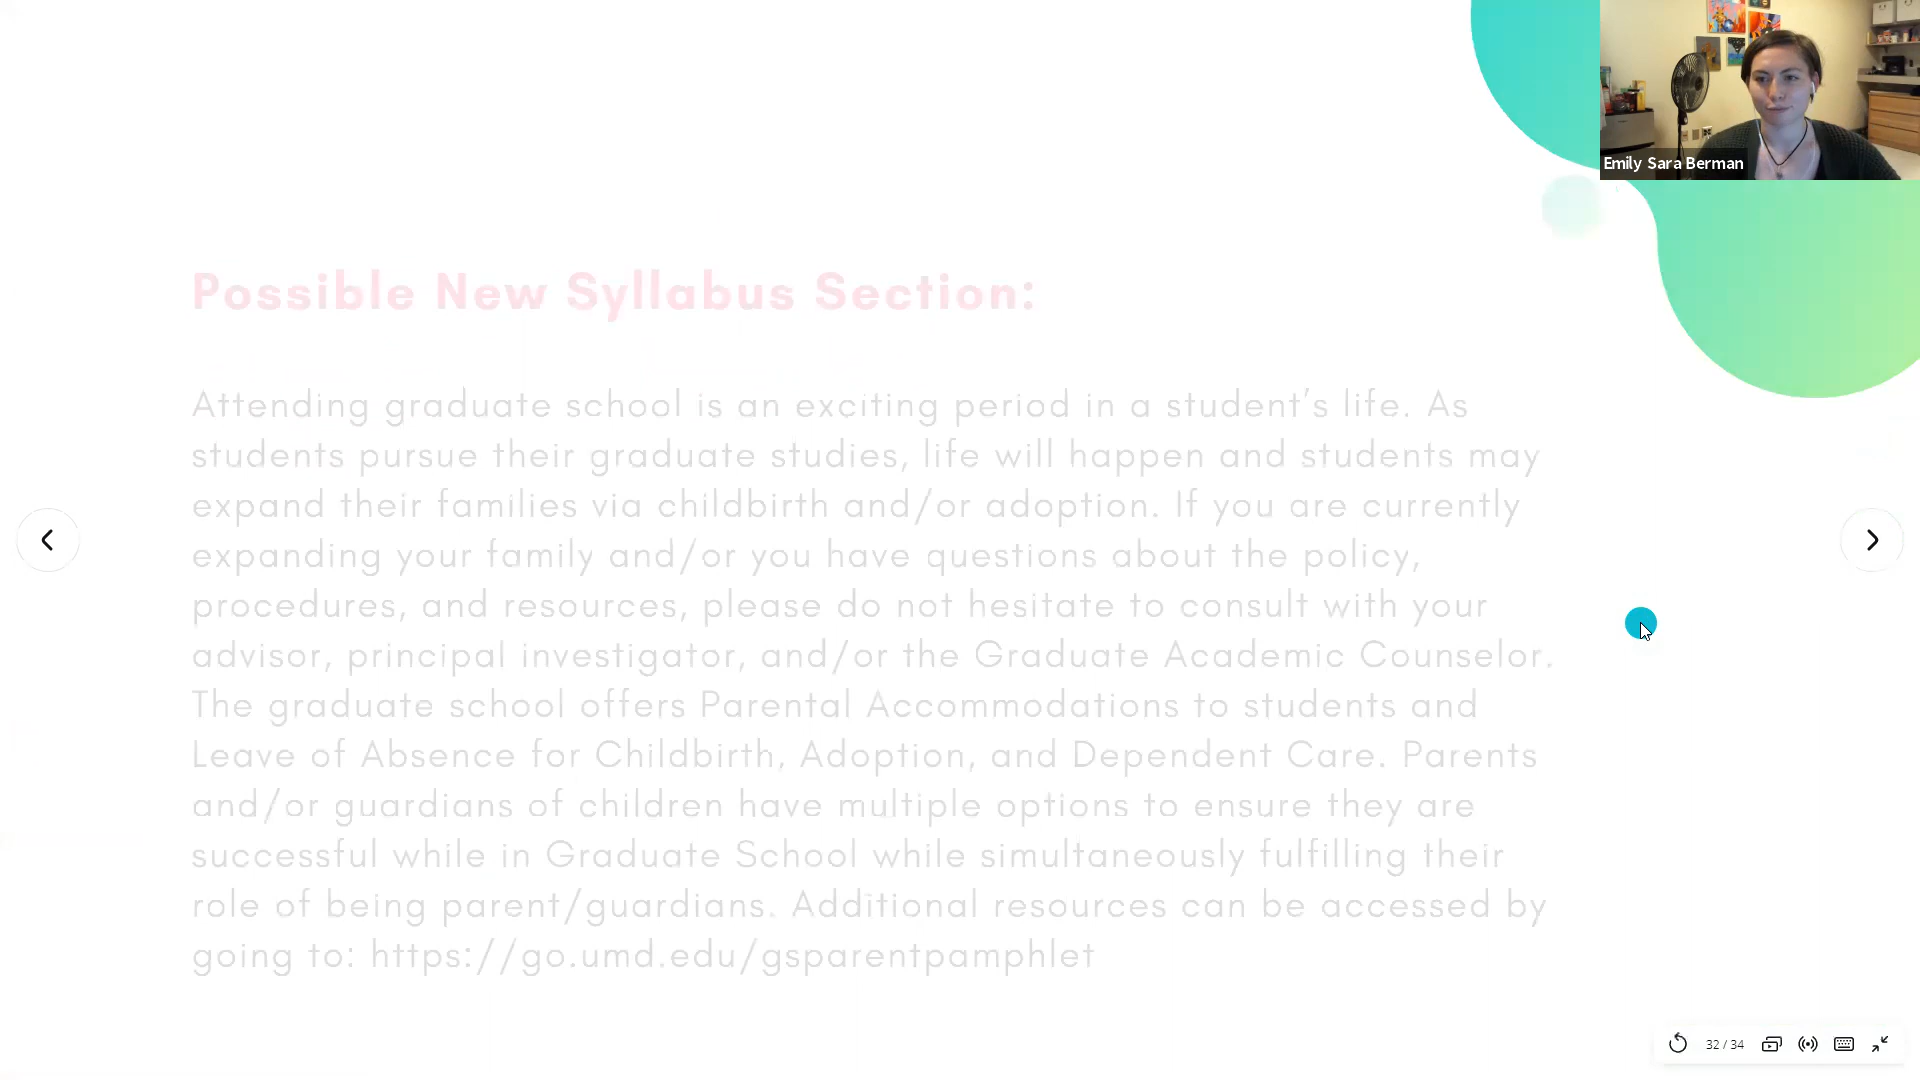 Emily Sara Berman
Possible New Syllabus Section:
Attending graduate school is an exciting period in a student's life. As
students pursue their graduate studies, life will happen and students may
expand their families via childbirth and/or adoption. If you are currently
expanding your family and/or you have questions about the policy,
procedures, and resources, please do not hesitate to consult with your
advisor, principal investigator, and/or the Graduate Academic Counselor.
The graduate school offers Parental Accommodations to students and
Leave of Absence for Childbirth, Adoption, and Dependent Care. Parents
and/or guardians of children have multiple options to ensure they are
successful while in Graduate School while simultaneously fulfilling their
role of being parent/guardians. Additional resources can be accessed by
going to: https://go.umd.edu/gsparentpamphlet
32 / 34